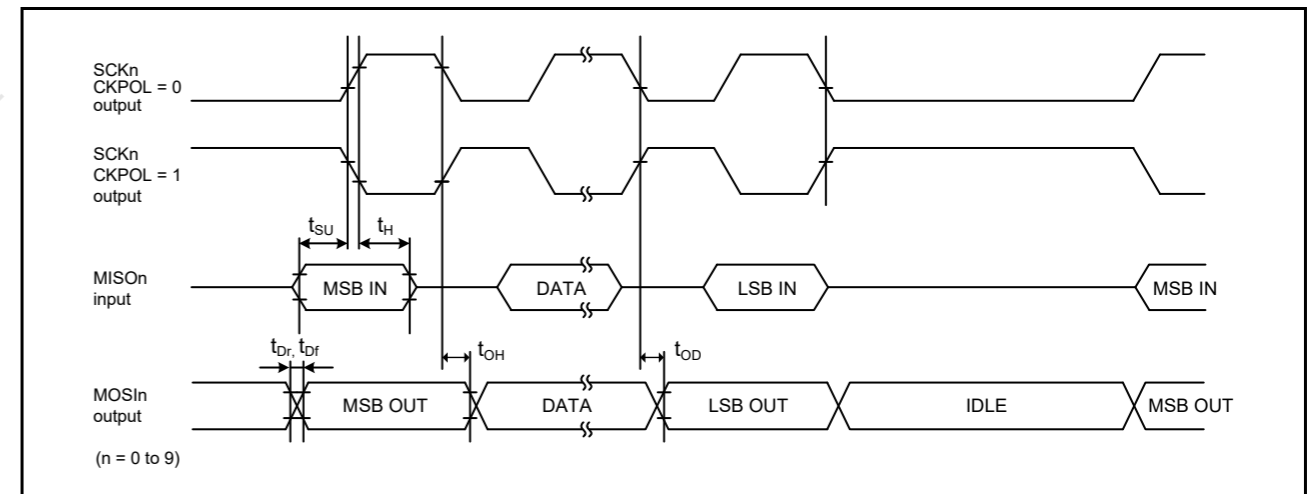 SCKn
CKPOL = 0
output
SCKn
CKPOL = 1
output
tSU tH
MISOn
input
MSB IN DATA LSB IN MSB IN
tDr, tDf tOH tOD
MOSIn
output
MSB OUT DATA LSB OUT IDLE MSB OUT
(n = 0 to 9)